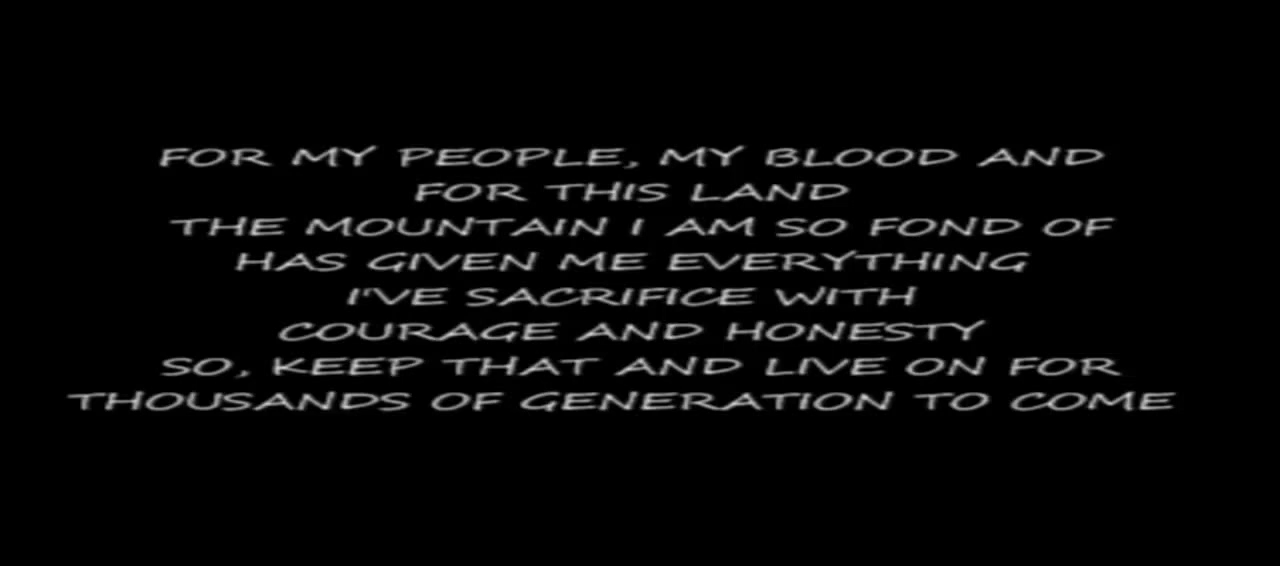 FOR MY PEOPLE, MY BLOOD AND
FOR THIS LAND
THE MOUNTAIN I AM SO FOND OF
HAS GIVEN ME EVERYTHING
I'VE SACRIFICE WITH
COURAGE AND HONESTY
SO, KEEP THAT AND LIVE ON FOR
THOUSANDS OF GENERATION TO COME